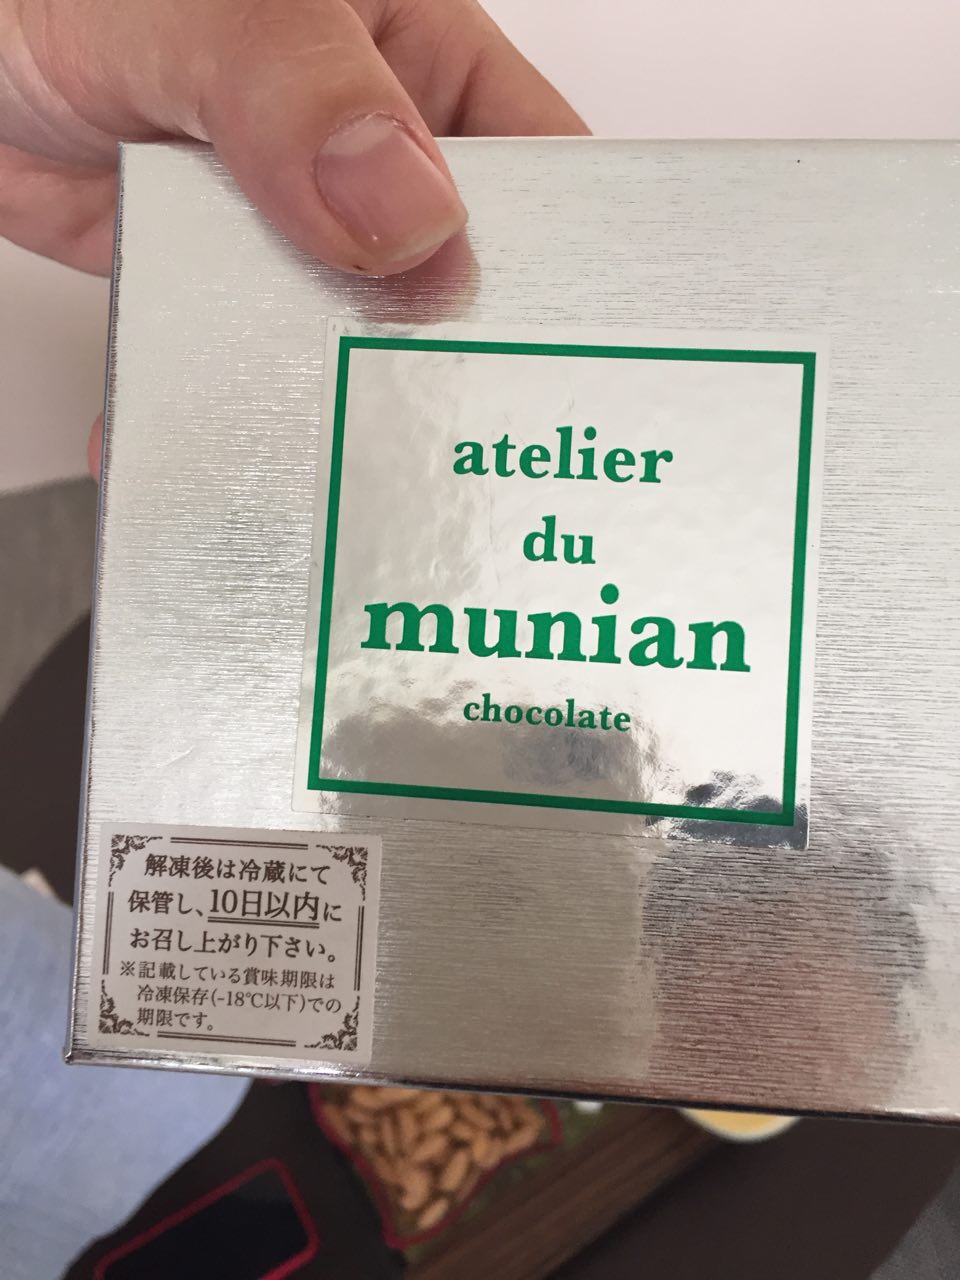 atelier
du
munian
chocolate
解凍後は冷蔵にて
保管し、10日以内に
お召し上がり下さい。
※記載している賞味期限は
冷凍保存(-18℃以下)での
期限です。